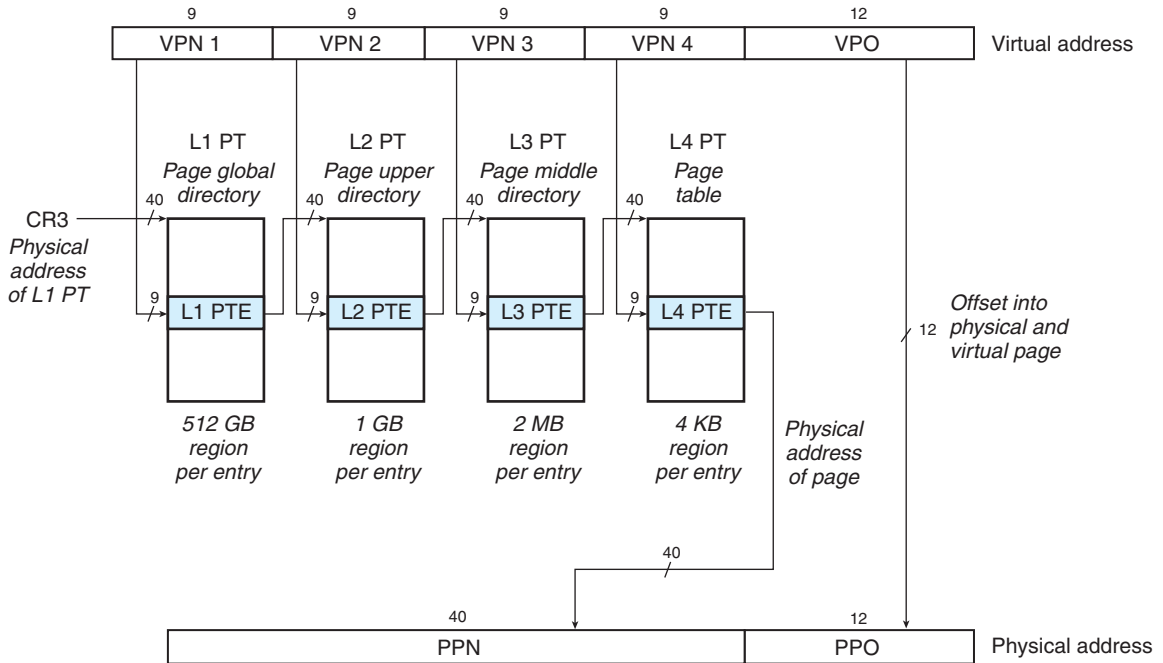 9 9 9 9 12
VPN 1 VPN 2 VPN 3 VPN 4 VPO Virtual address
L1 PT
Page global
directory
L2 PT
Page upper
directory
L3 PT
Page middle
directory
L4 PT
Page
table
CR3
Physical
address
of L1 PT
40 40 40 40
9 9 9 9
L1 PTE L2 PTE L3 PTE L4 PTE
12
Offset into
physical and
virtual page
512 GB
region
per entry
1 GB
region
per entry
2 MB
region
per entry
4 KB
region
per entry
Physical
address
of page
40
40 12
PPN PPO Physical address